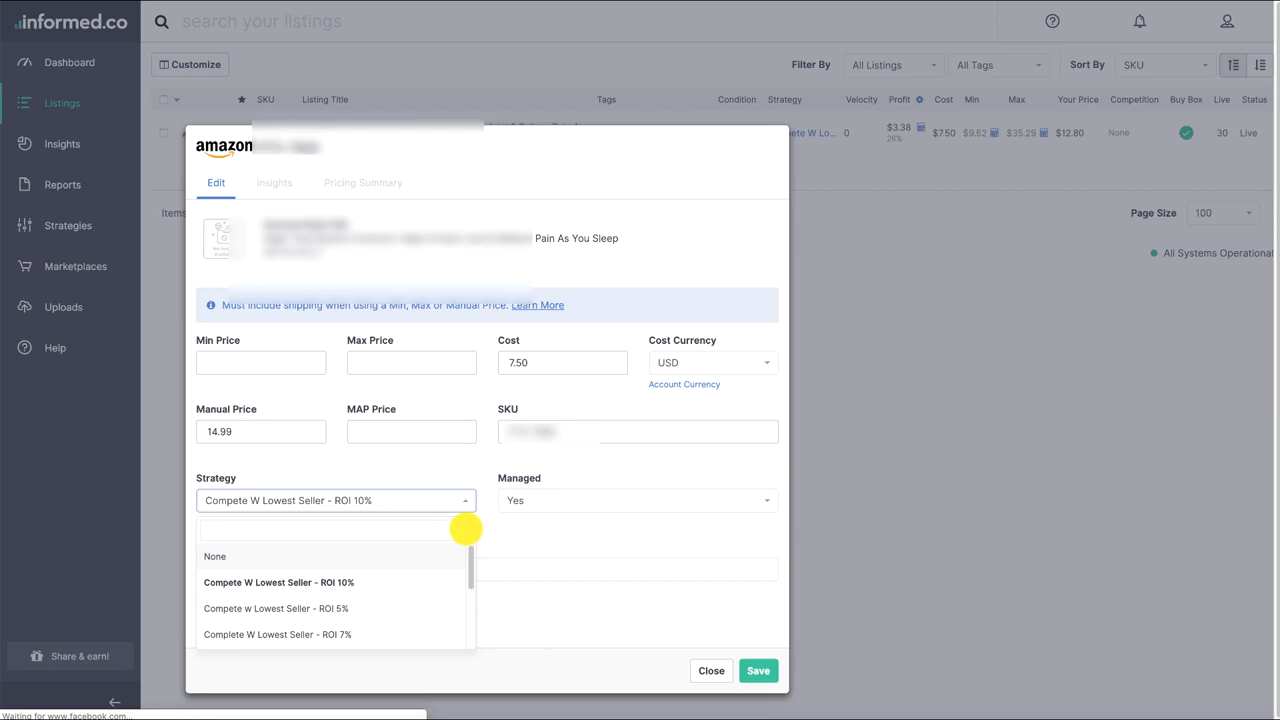 informed.co
search your listings
Dashboard
Listings
Insights
Reports
Strategies
Marketplaces
Uploads
Help
Share & earn!
Customize
Filter By
All Listings
All Tags
Sort By
SKU
SKU
Listing Title
Tags
Condition
Strategy
Velocity
Profit
Cost
Min
Max
Your Price
Competition
Buy Box
Live
Status
ete W Lo...
0
$3.38
26%
$7.50
$9.62
$35.29
$12.80
None
30
Live
Items
Page Size
100
All Systems Operational
amazon
Edit
Insights
Pricing Summary
Pain As You Sleep
Must include shipping when using a Min, Max or Manual Price. Learn More
Min Price
Max Price
Cost
Cost Currency
7.50
USD
Account Currency
Manual Price
MAP Price
SKU
14.99
Strategy
Managed
Compete W Lowest Seller - ROI 10%
Yes
None
Compete W Lowest Seller - ROI 10%
Compete w Lowest Seller - ROI 5%
Complete W Lowest Seller - ROI 7%
Close
Save
Waiting for www.facebook.com...